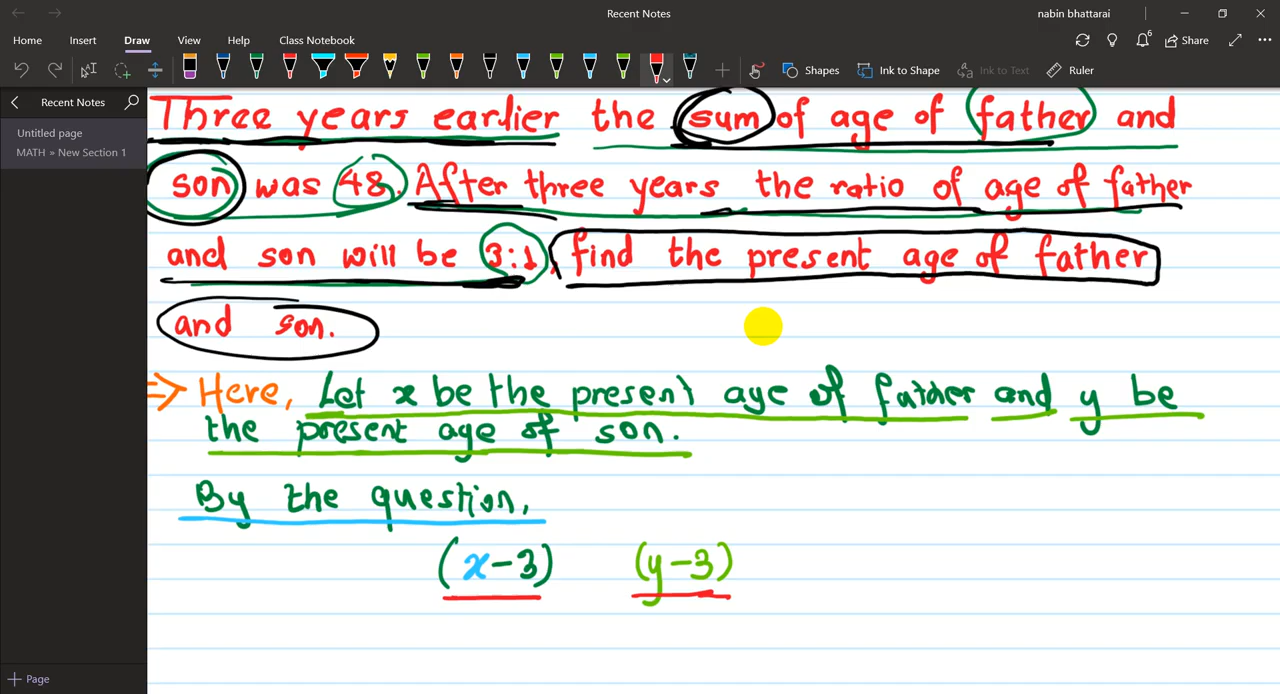 Recent Notes
nabin bhattarai
Home Insert Draw View Help Class Notebook
6 Share
Shapes Ink to Shape Ink to Text Ruler
Recent Notes
Untitled page
MATH » New Section 1
Three years earlier the sum of age of father and
son was 48. After three years the ratio of age of father
and son will be 3:1, find the present age of father
and son.
⇒ Here, Let x be the present age of father and y be
the present age of son.
By the question,
(x-3) (y-3)
+ Page